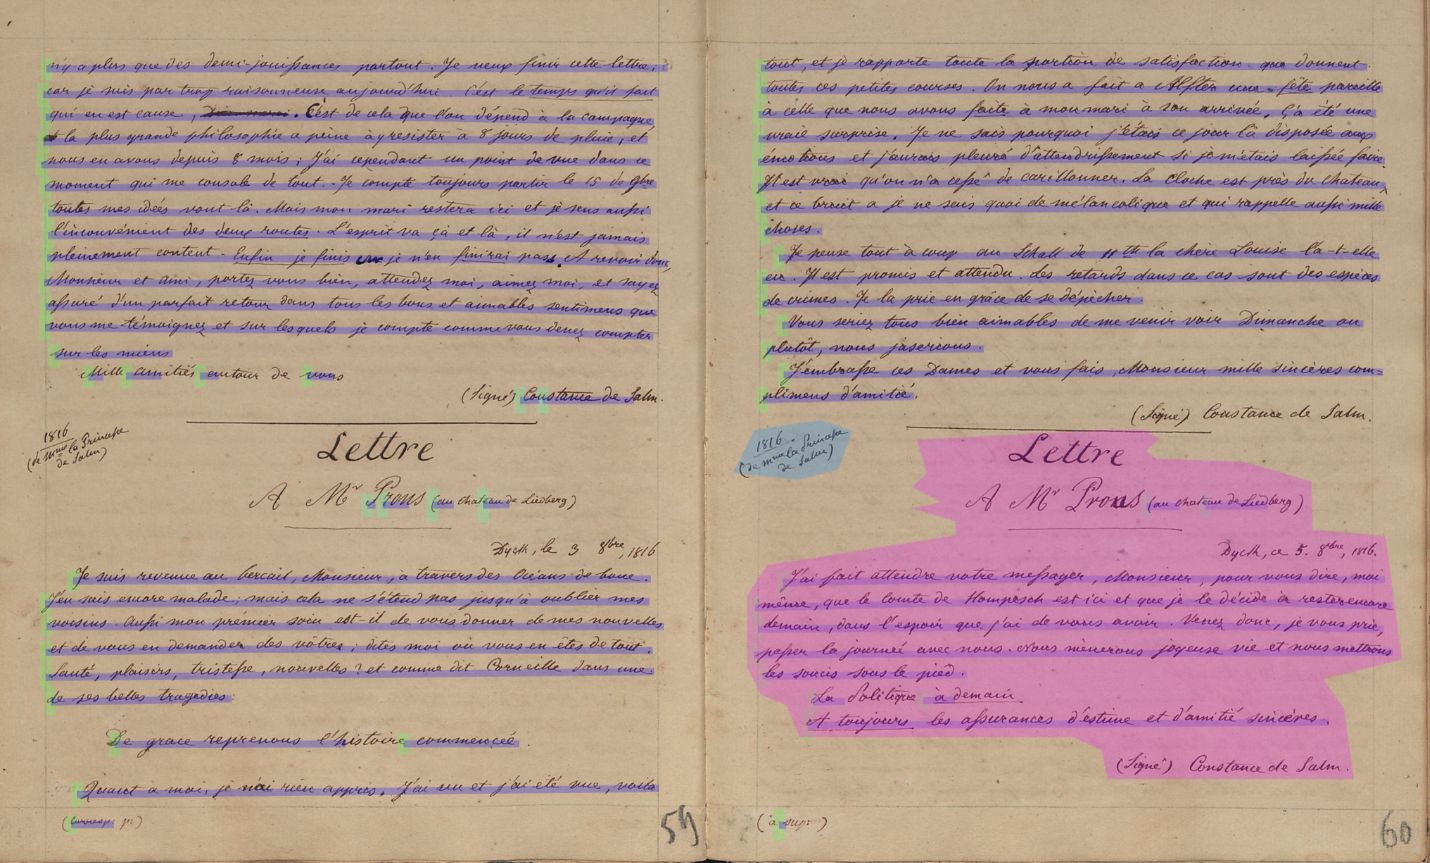 n'y a plus que des demi-jouissances partout. Je veux finir cette lettre,
car je suis par trop raisonneuse aujourd'hui c'est le temps qu'il fait
qui en est cause, . C'est de cela que l'on dépend à la campagne
et la plus grande philosophie a peine à y resister à 8 jours de pluie, et
nous en avons depuis 8 mois ; J'ai cependant un point de vue dans ce
moment qui me console de tout. Je compte toujours partir le 15 de 9bre
toutes mes idées vont là. Mais mon mari restera ici et je sens aussi
l'inconvénient des deux routes. L'esprit va çà et là, il n'est jamais
pleinement content. Enfin je finis car je n'en finirai pas. A revoir donc,
Monsieur et ami, portez vous bien, attendez moi, aimez moi, et soyez
assuré d'un parfait retour dans tous les bons et aimables sentimens que
vous me témoignez et sur lesquels je compte comme vous devez compter
sur les miens
Mille amitiés autour de vous
(Signé) Constance de Salm.
1816
(de Mme la Princesse
de Salm)
Lettre
A Mr Prous (au chateau de Liedberg)
Dyck, le 3 8bre, 1816
Je suis revenue au bercail, Monsieur, à travers des Océans de boue.
J'en suis encore malade ; mais cela ne s'étend pas jusqu'à oublier mes
voisins. Aussi mon prémier soin est-il de vous donner de mes nouvelles
et de vous en demander des vôtres ; dites moi où vous en êtes de tout.
Santé, plaisirs, tristesse, nouvelles ? et comme dit Corneille dans une
de ses belles tragedies :
De grace reprenons l'histoire commencée.
Quant à moi, je n'ai rien appris. J'ai vu et j'ai été vue, voila
59
tout, et je rapporte toute la portion de satisfaction que donnent
toutes ces petites courses. On nous a fait a Alfter une fête pareille
à celle que nous avons faite à mon mari à son arrivée, ç'a été une
vraie surprise. Je ne sais pourquoi j'étais ce jour là disposée aux
émotions et j'aurais pleuré d'attendrissement si je m'étais laissée faire.
Il est vrai qu'on n'a cessé de carillonner. La cloche est près du chateau,
et ce bruit a je ne sais quoi de mélancolique et qui rappelle aussi mille
choses.
Je pense tout à coup au Schall de la chère Louise l'a-t-elle
eu. Il est promis et attendu. Les retards dans ce cas sont des espèces
de crimes. Je la prie en grâce de se dépècher.
Vous seriez tous bien aimables de me venir voir Dimanche ou
plutôt, nous jaserions.
J'embrasse ces Dames et vous fais, Monsieur mille sincères com-
plimens d'amitié.
(Signé) Constance de Salm.
1816
(de Mme la Princesse
de Salm)
Lettre
A Mr Prous (au chateau de Liedberg)
Dyck, ce 5. 8bre, 1816.
J'ai fait attendre votre messager, Monsieur, pour vous dire, moi
même, que le Comte de Hompesch est ici et que je le décide à rester encore
demain, dans l'espoir que j'ai de vous avoir. Venez donc, je vous prie,
passer la journée avec nous. Nous mènerons joyeuse vie et nous mettrons
les soucis sous le pied.
La Politique à demain
A toujours les assurances d'estime et d'amitié sincères.
(Signé) Constance de Salm.
60